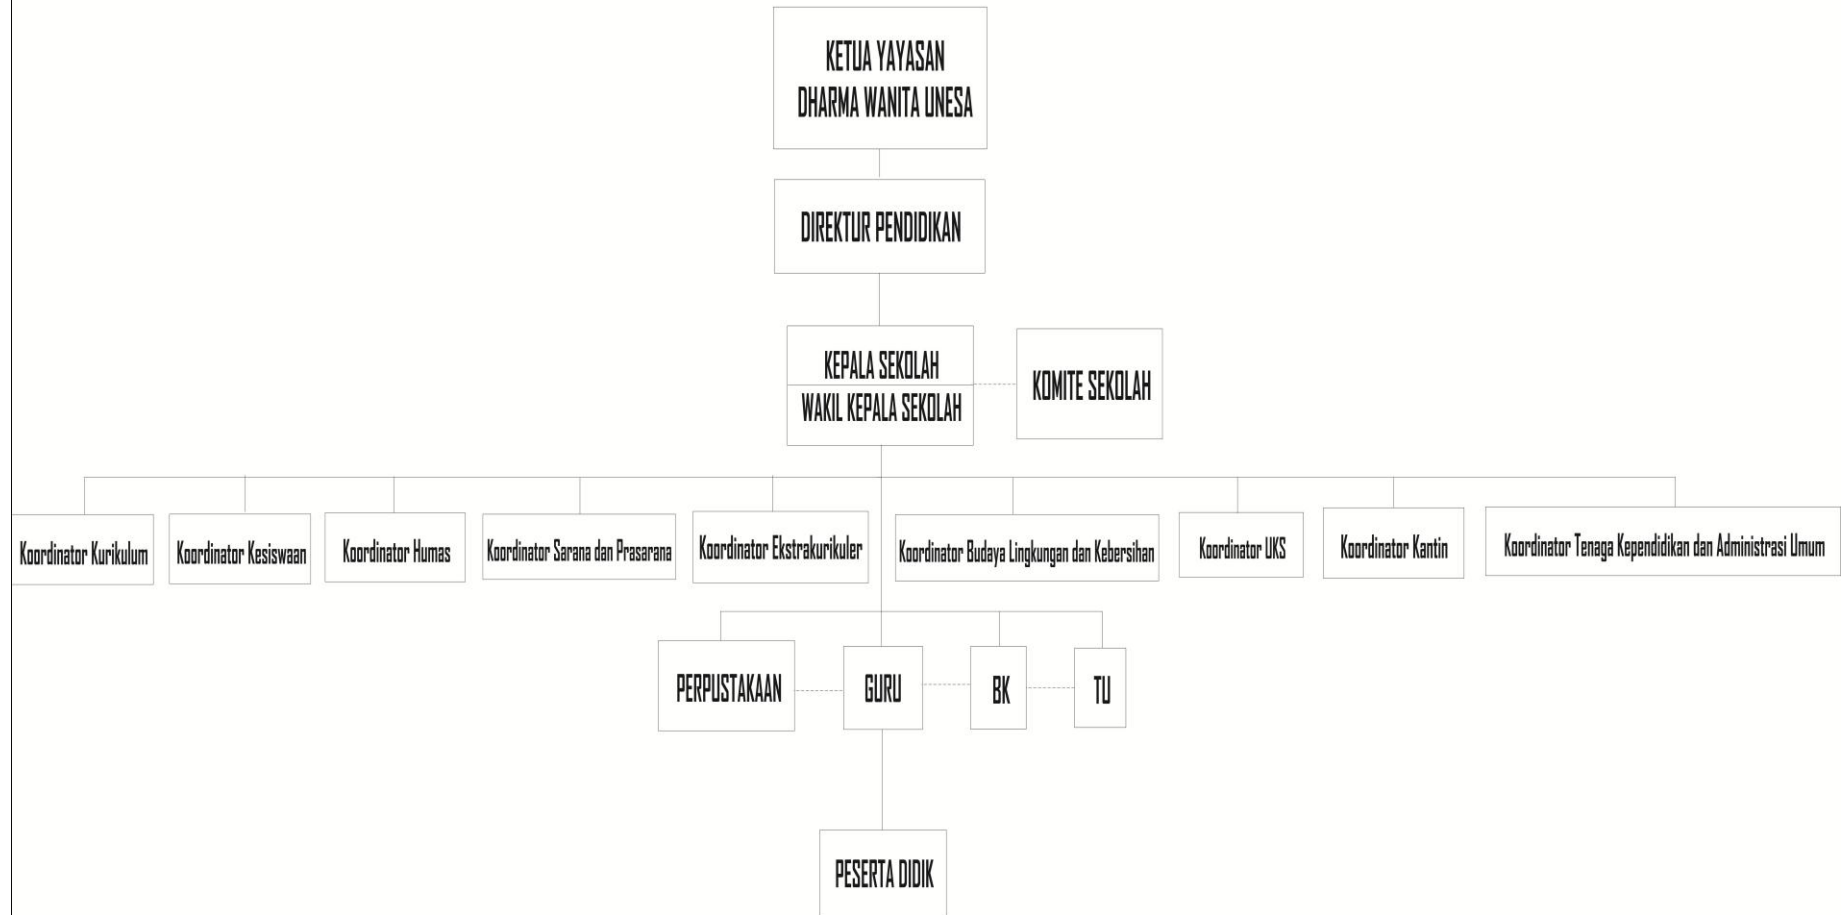 KETUA YAYASAN
DHARMA WANITA UNESA
DIREKTUR PENDIDIKAN
KEPALA SEKOLAH
WAKIL KEPALA SEKOLAH
KOMITE SEKOLAH
Koordinator Kurikulum
Koordinator Kesiswaan
Koordinator Humas
Koordinator Sarana dan Prasarana
Koordinator Ekstrakurikuler
Koordinator Budaya Lingkungan dan Kebersihan
Koordinator UKS
Koordinator Kantin
Koordinator Tenaga Kependidikan dan Administrasi Umum
PERPUSTAKAAN
GURU
BK
TU
PESERTA DIDIK